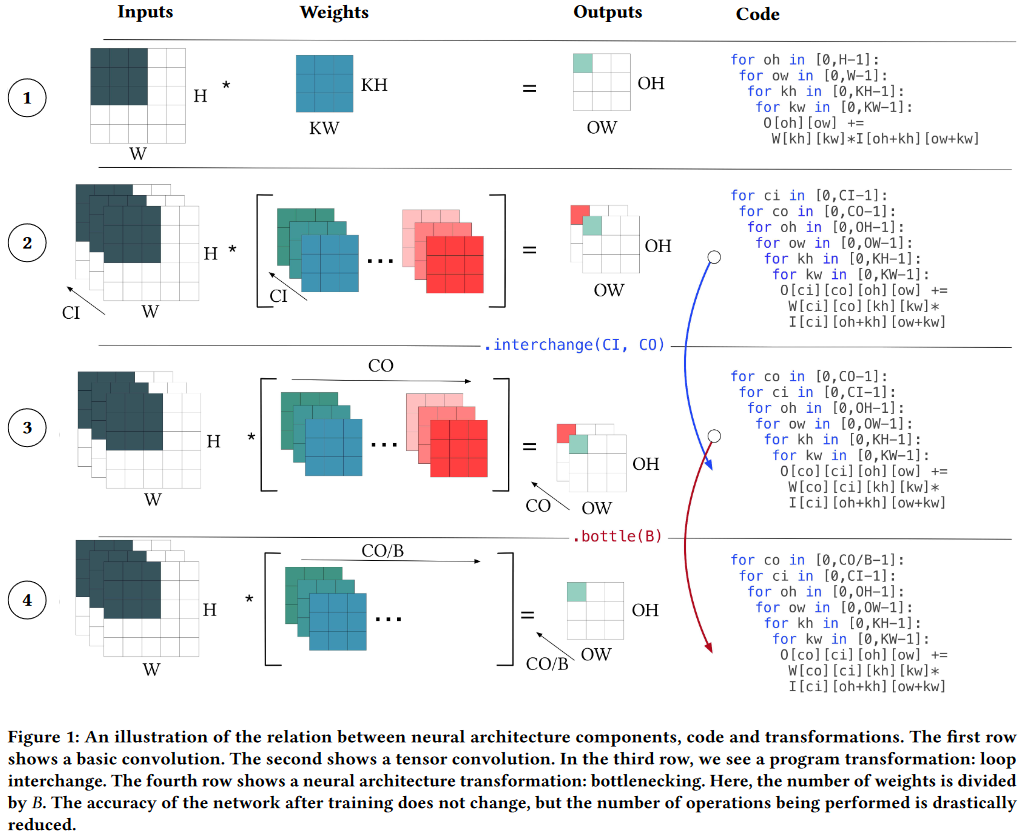 Inputs Weights Outputs Code
1
H
*
KH
=
OH
W
KW
OW
for oh in [0,H-1]:
for ow in [0,W-1]:
for kh in [0,KH-1]:
for kw in [0,KW-1]:
O[oh][ow] +=
W[kh][kw]*I[oh+kh][ow+kw]
2
H
*
CI
...
=
OH
CI
W
OW
for ci in [0,CI-1]:
for co in [0,CO-1]:
for oh in [0,OH-1]:
for ow in [0,OW-1]:
for kh in [0,KH-1]:
for kw in [0,KW-1]:
O[ci][co][oh][ow] +=
W[ci][co][kh][kw]*
I[ci][oh+kh][ow+kw]
.interchange(CI, CO)
3
CO
H
*
...
=
OH
W
CO
OW
for co in [0,CO-1]:
for ci in [0,CI-1]:
for oh in [0,OH-1]:
for ow in [0,OW-1]:
for kh in [0,KH-1]:
for kw in [0,KW-1]:
O[co][ci][oh][ow] +=
W[co][ci][kh][kw]*
I[ci][oh+kh][ow+kw]
.bottle(B)
4
CO/B
H
*
...
=
OH
W
CO/B
OW
for co in [0,CO/B-1]:
for ci in [0,CI-1]:
for oh in [0,OH-1]:
for ow in [0,OW-1]:
for kh in [0,KH-1]:
for kw in [0,KW-1]:
O[co][ci][oh][ow] +=
W[co][ci][kh][kw]*
I[ci][oh+kh][ow+kw]
Figure 1: An illustration of the relation between neural architecture components, code and transformations. The first row
shows a basic convolution. The second shows a tensor convolution. In the third row, we see a program transformation: loop
interchange. The fourth row shows a neural architecture transformation: bottlenecking. Here, the number of weights is divided
by B. The accuracy of the network after training does not change, but the number of operations being performed is drastically
reduced.